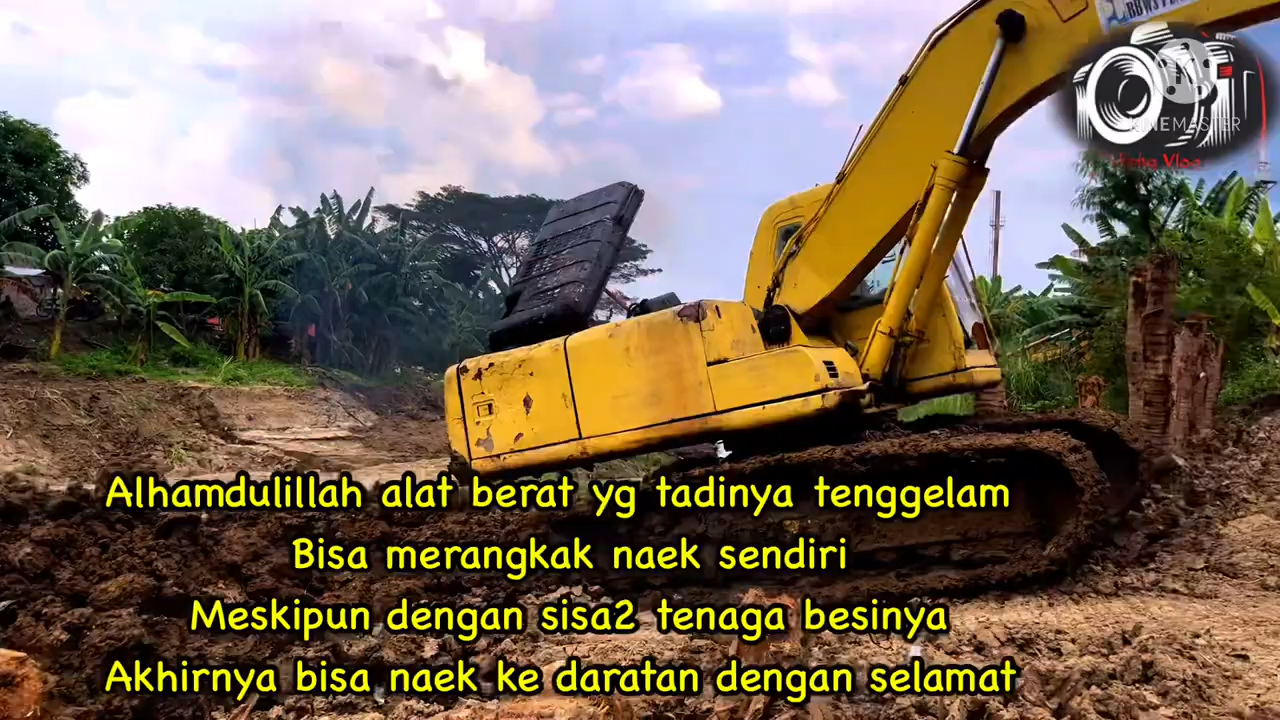 KINEMASTER
Alhamdulillah alat berat yg tadinya tenggelam
Bisa merangkak naek sendiri
Meskipun dengan sisa2 tenaga besinya
Akhirnya bisa naek ke daratan dengan selamat